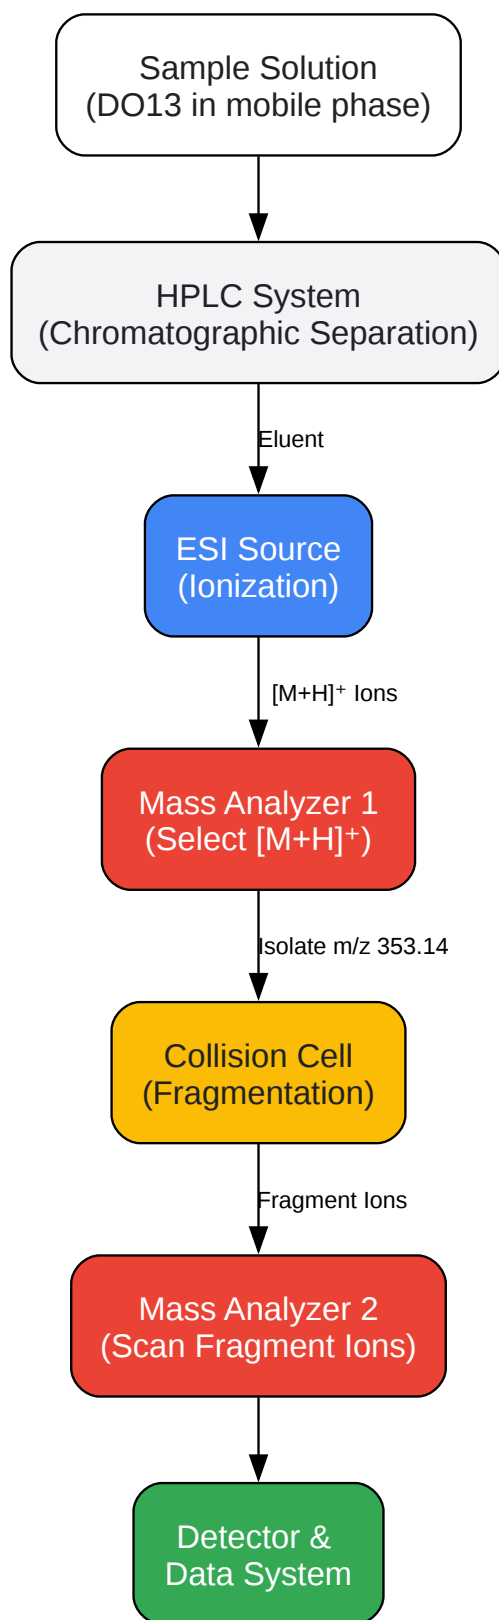 Sample Solution
(DO13 in mobile phase)
HPLC System
(Chromatographic Separation)
Eluent
ESI Source
(Ionization)
[M+H]⁺ Ions
Mass Analyzer 1
(Select [M+H]⁺)
Isolate m/z 353.14
Collision Cell
(Fragmentation)
Fragment Ions
Mass Analyzer 2
(Scan Fragment Ions)
Detector &
Data System